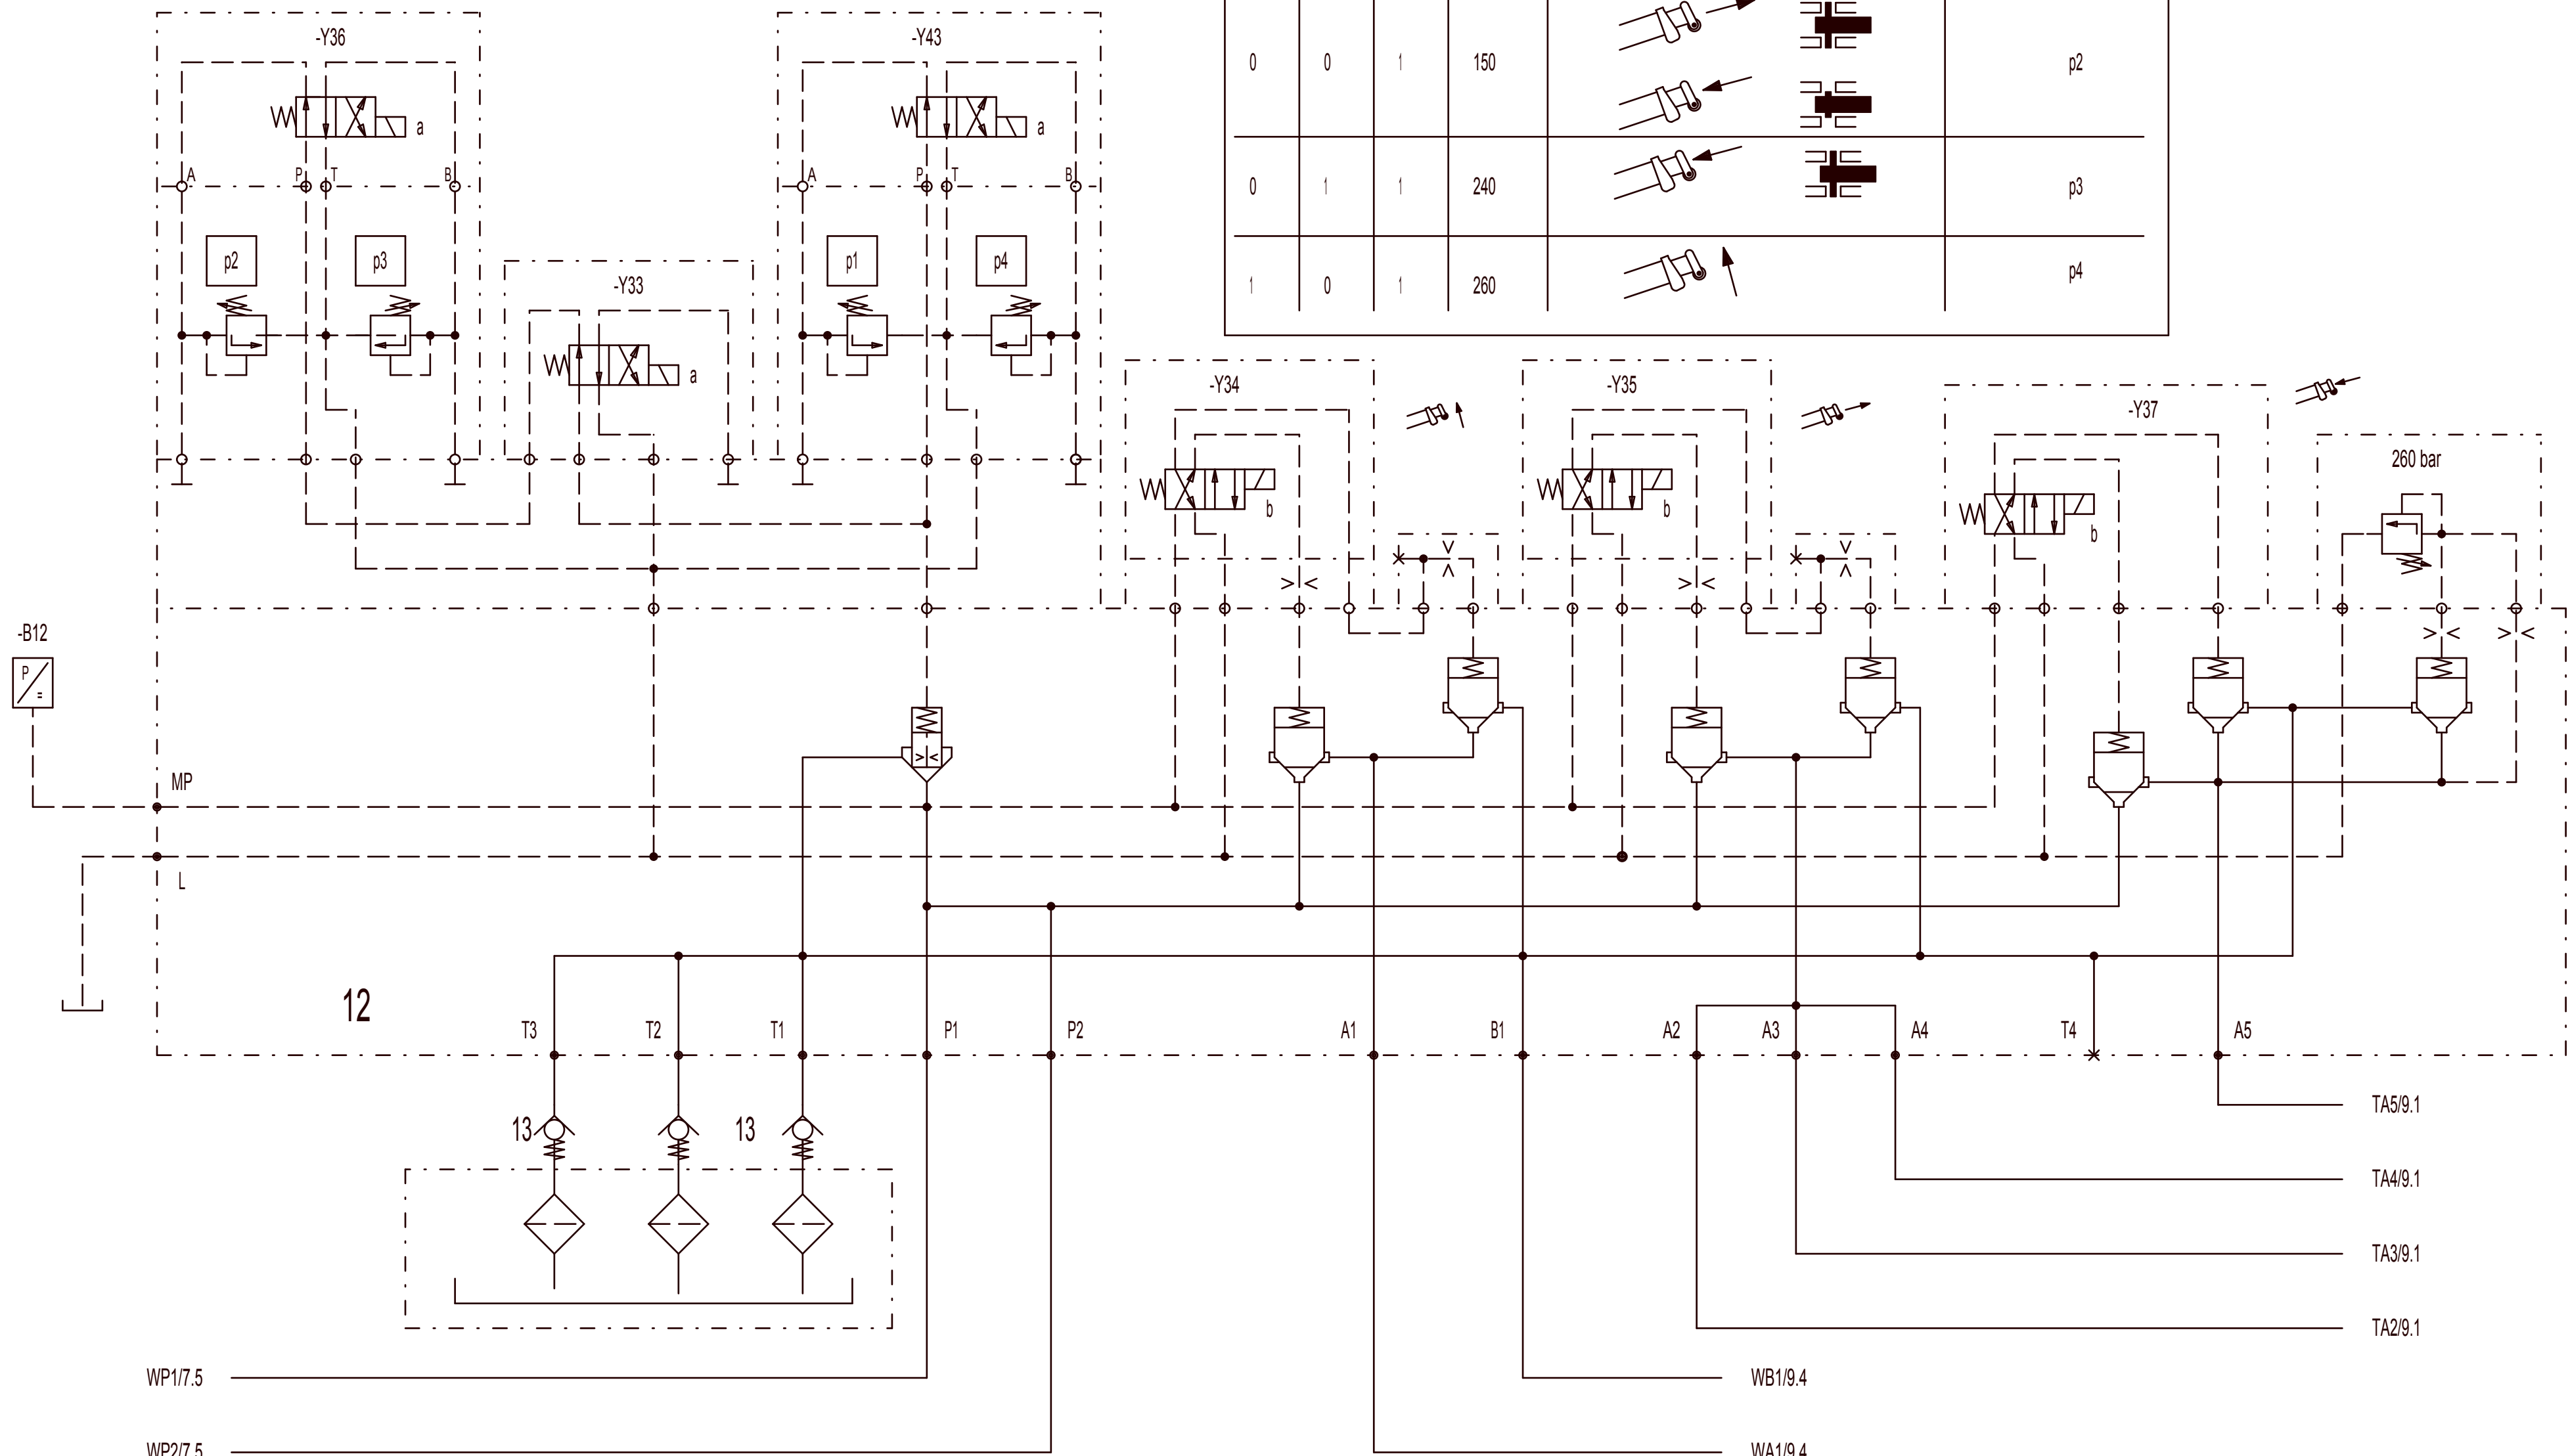 -Y36
-Y43
0 0 1 150 p2
a
a
A P T B
A P T B
0 1 1 240 p3
p2
p3
p1
p4
-Y33
1 0 1 260 p4
a
-Y34
-Y35
-Y37
260 bar
b
b
b
-B12
P
=
MP
L
12
T3 T2 T1 P1 P2 A1 B1 A2 A3 A4 T4 A5
TA5/9.1
13
13
TA4/9.1
TA3/9.1
TA2/9.1
WP1/7.5
WB1/9.4
WP2/7.5
WA1/9.4